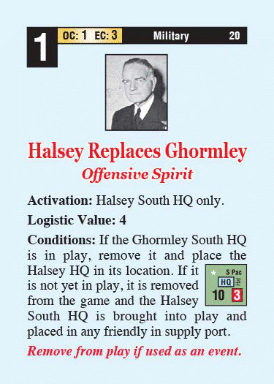 1
OC: 1 EC: 3 Military 20
Halsey Replaces Ghormley
Offensive Spirit
Activation: Halsey South HQ only.
Logistic Value: 4
Conditions: If the Ghormley South HQ
is in play, remove it and place the
Halsey HQ in its location. If it
is not yet in play, it is removed
from the game and the Halsey
South HQ is brought into play and
placed in any friendly in supply port.
S Pac
HQ
10 3
Remove from play if used as an event.